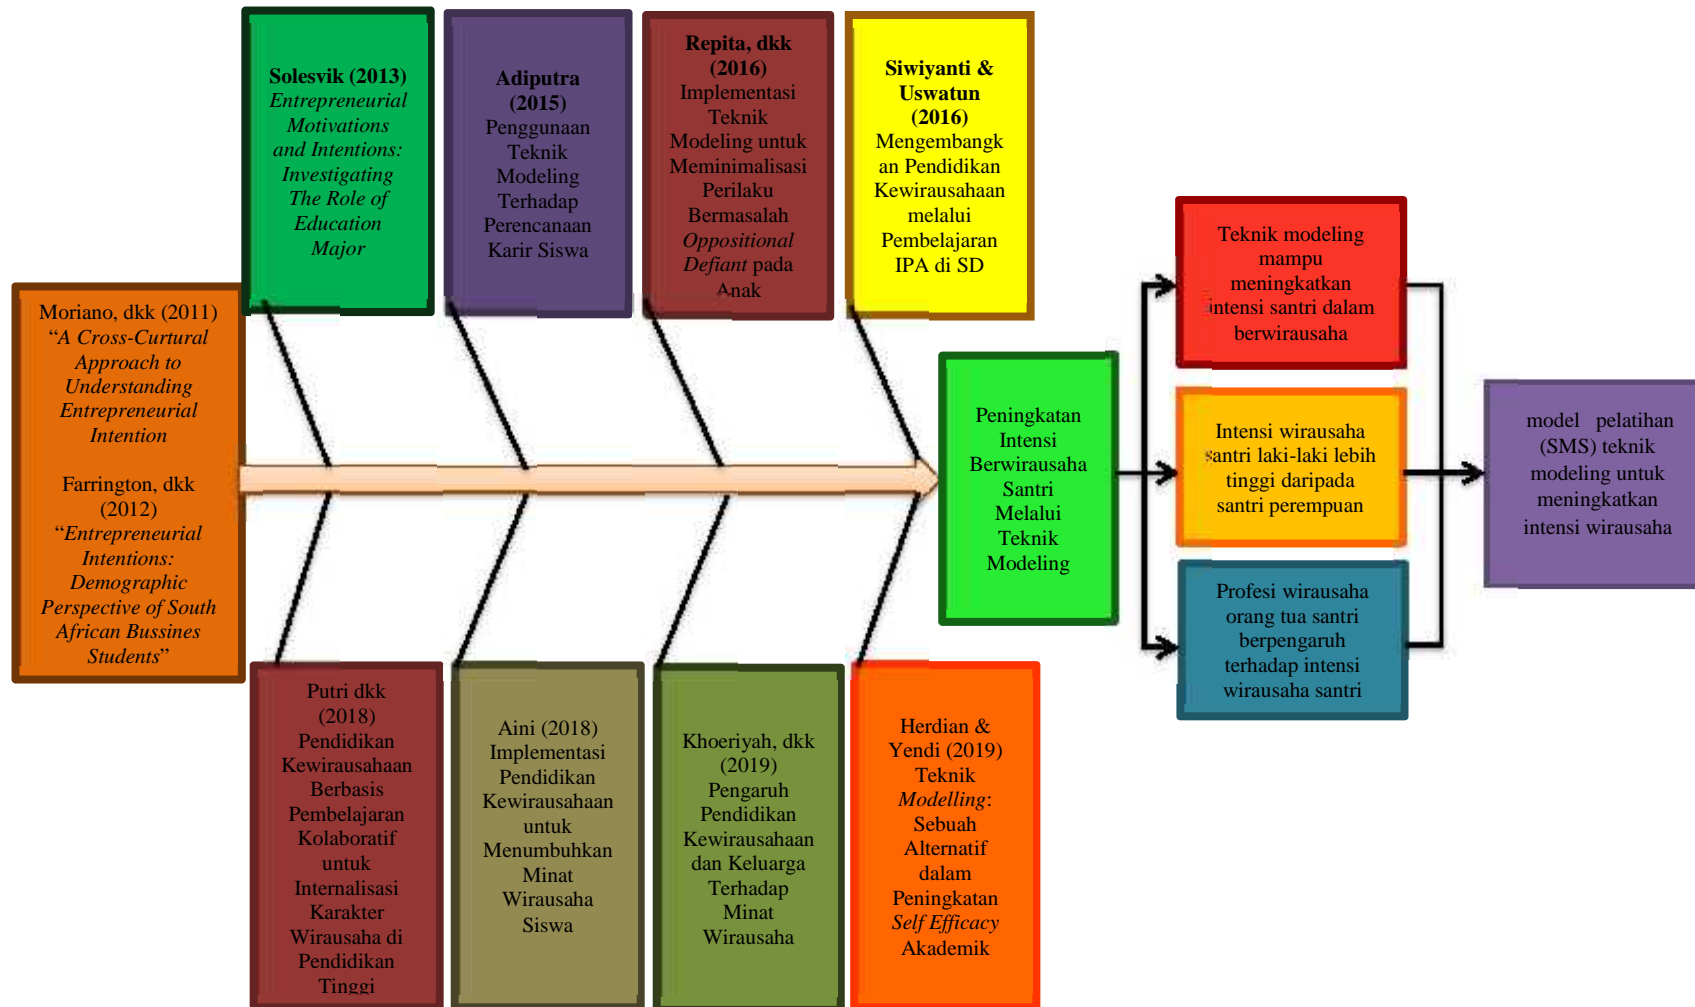 Moriano, dkk (2011)
“A Cross-Curtural
Approach to
Understanding
Entrepreneurial
Intention
Farrington, dkk
(2012)
“Entrepreneurial
Intentions:
Demographic
Perspective of South
African Bussines
Students”
Solesvik (2013)
Entrepreneurial
Motivations
and Intentions:
Investigating
The Role of
Education
Major
Adiputra
(2015)
Penggunaan
Teknik
Modeling
Terhadap
Perencanaan
Karir Siswa
Repita, dkk
(2016)
Implementasi
Teknik
Modeling untuk
Meminimalisasi
Perilaku
Bermasalah
Oppositional
Defiant pada
Anak
Siwiyanti &
Uswatun
(2016)
Mengembangk
an Pendidikan
Kewirausahaan
melalui
Pembelajaran
IPA di SD
Putri dkk
(2018)
Pendidikan
Kewirausahaan
Berbasis
Pembelajaran
Kolaboratif
untuk
Internalisasi
Karakter
Wirausaha di
Pendidikan
Tinggi
Aini (2018)
Implementasi
Pendidikan
Kewirausahaan
untuk
Menumbuhkan
Minat
Wirausaha
Siswa
Khoeriyah, dkk
(2019)
Pengaruh
Pendidikan
Kewirausahaan
dan Keluarga
Terhadap
Minat
Wirausaha
Herdian &
Yendi (2019)
Teknik
Modelling:
Sebuah
Alternatif
dalam
Peningkatan
Self Efficacy
Akademik
Peningkatan
Intensi
Berwirausaha
Santri
Melalui
Teknik
Modeling
Teknik modeling
mampu
meningkatkan
intensi santri dalam
berwirausaha
Intensi wirausaha
santri laki-laki lebih
tinggi daripada
santri perempuan
Profesi wirausaha
orang tua santri
berpengaruh
terhadap intensi
wirausaha santri
model pelatihan
(SMS) teknik
modeling untuk
meningkatkan
intensi wirausaha